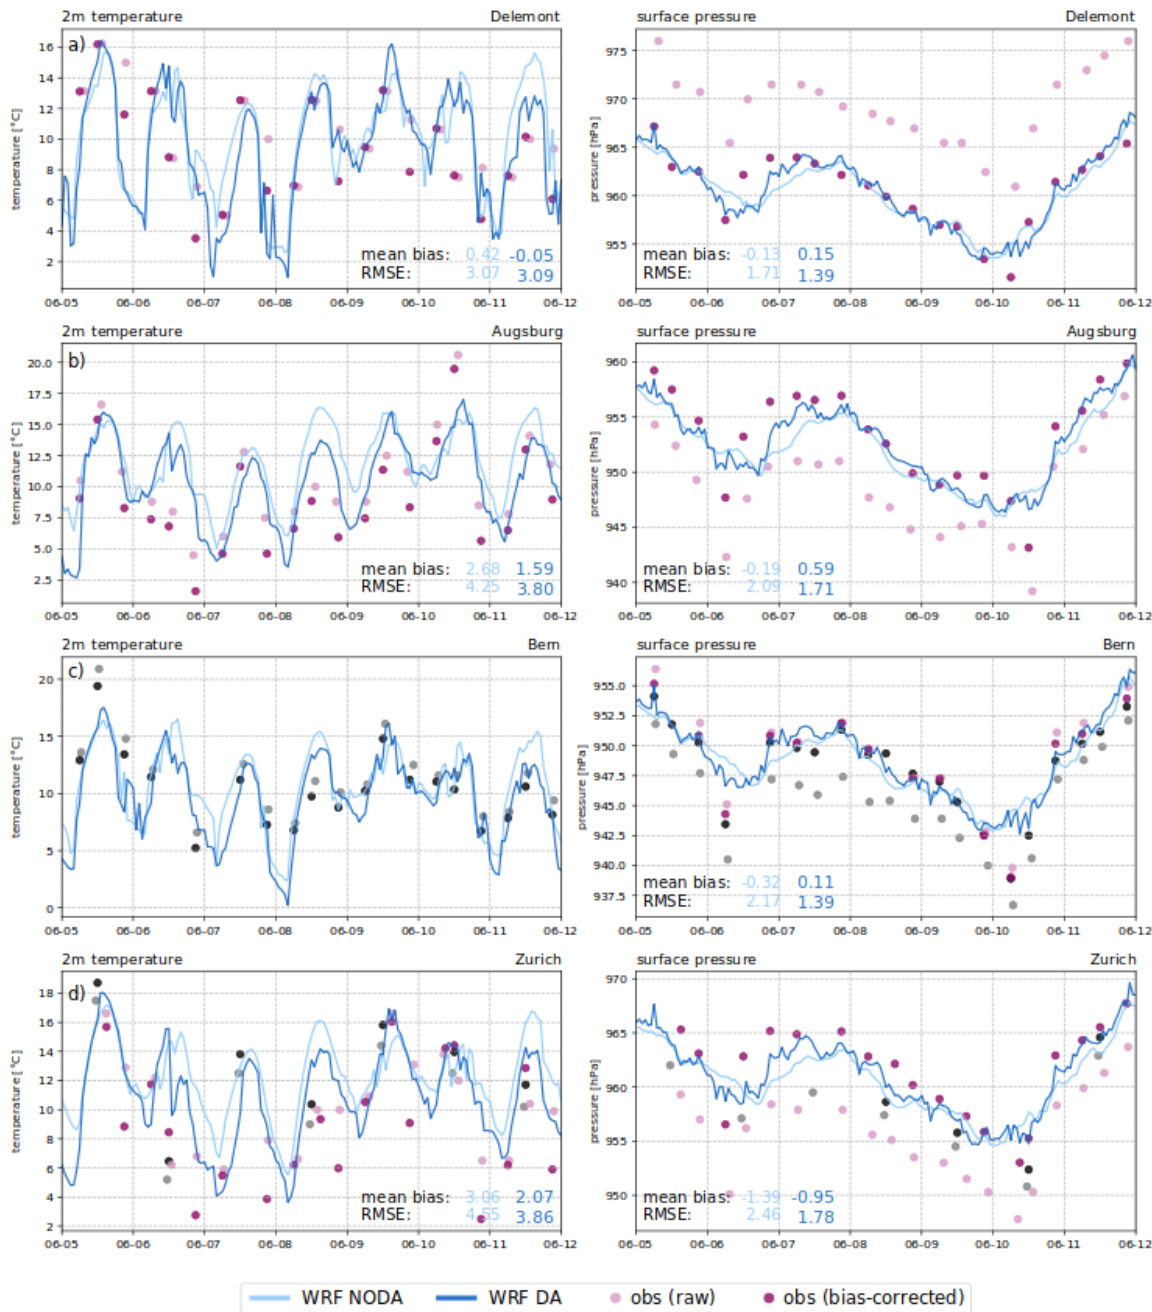 2m temperature Delemont surface pressure Delemont
a)
temperature [°C]
16
14
12
10
8
6
4
2
mean bias: 0.42 -0.05
RMSE: 3.07 3.09
06-05 06-06 06-07 06-08 06-09 06-10 06-11 06-12
pressure [hPa]
975
970
965
960
955
mean bias: -0.13 0.15
RMSE: 1.71 1.39
06-05 06-06 06-07 06-08 06-09 06-10 06-11 06-12
2m temperature Augsburg surface pressure Augsburg
b)
temperature [°C]
20.0
17.5
15.0
12.5
10.0
7.5
5.0
2.5
mean bias: 2.68 1.59
RMSE: 4.25 3.80
06-05 06-06 06-07 06-08 06-09 06-10 06-11 06-12
pressure [hPa]
960
955
950
945
940
mean bias: -0.19 0.59
RMSE: 2.09 1.71
06-05 06-06 06-07 06-08 06-09 06-10 06-11 06-12
2m temperature Bern surface pressure Bern
c)
temperature [°C]
20
15
10
5
0
06-05 06-06 06-07 06-08 06-09 06-10 06-11 06-12
pressure [hPa]
955.0
952.5
950.0
947.5
945.0
942.5
940.0
937.5
mean bias: -0.32 0.11
RMSE: 2.17 1.39
06-05 06-06 06-07 06-08 06-09 06-10 06-11 06-12
2m temperature Zurich surface pressure Zurich
d)
temperature [°C]
18
16
14
12
10
8
6
4
2
mean bias: 3.06 2.07
RMSE: 4.55 3.86
06-05 06-06 06-07 06-08 06-09 06-10 06-11 06-12
pressure [hPa]
970
965
960
955
950
mean bias: -1.39 -0.95
RMSE: 2.46 1.78
06-05 06-06 06-07 06-08 06-09 06-10 06-11 06-12
WRF NODA WRF DA obs (raw) obs (bias-corrected)